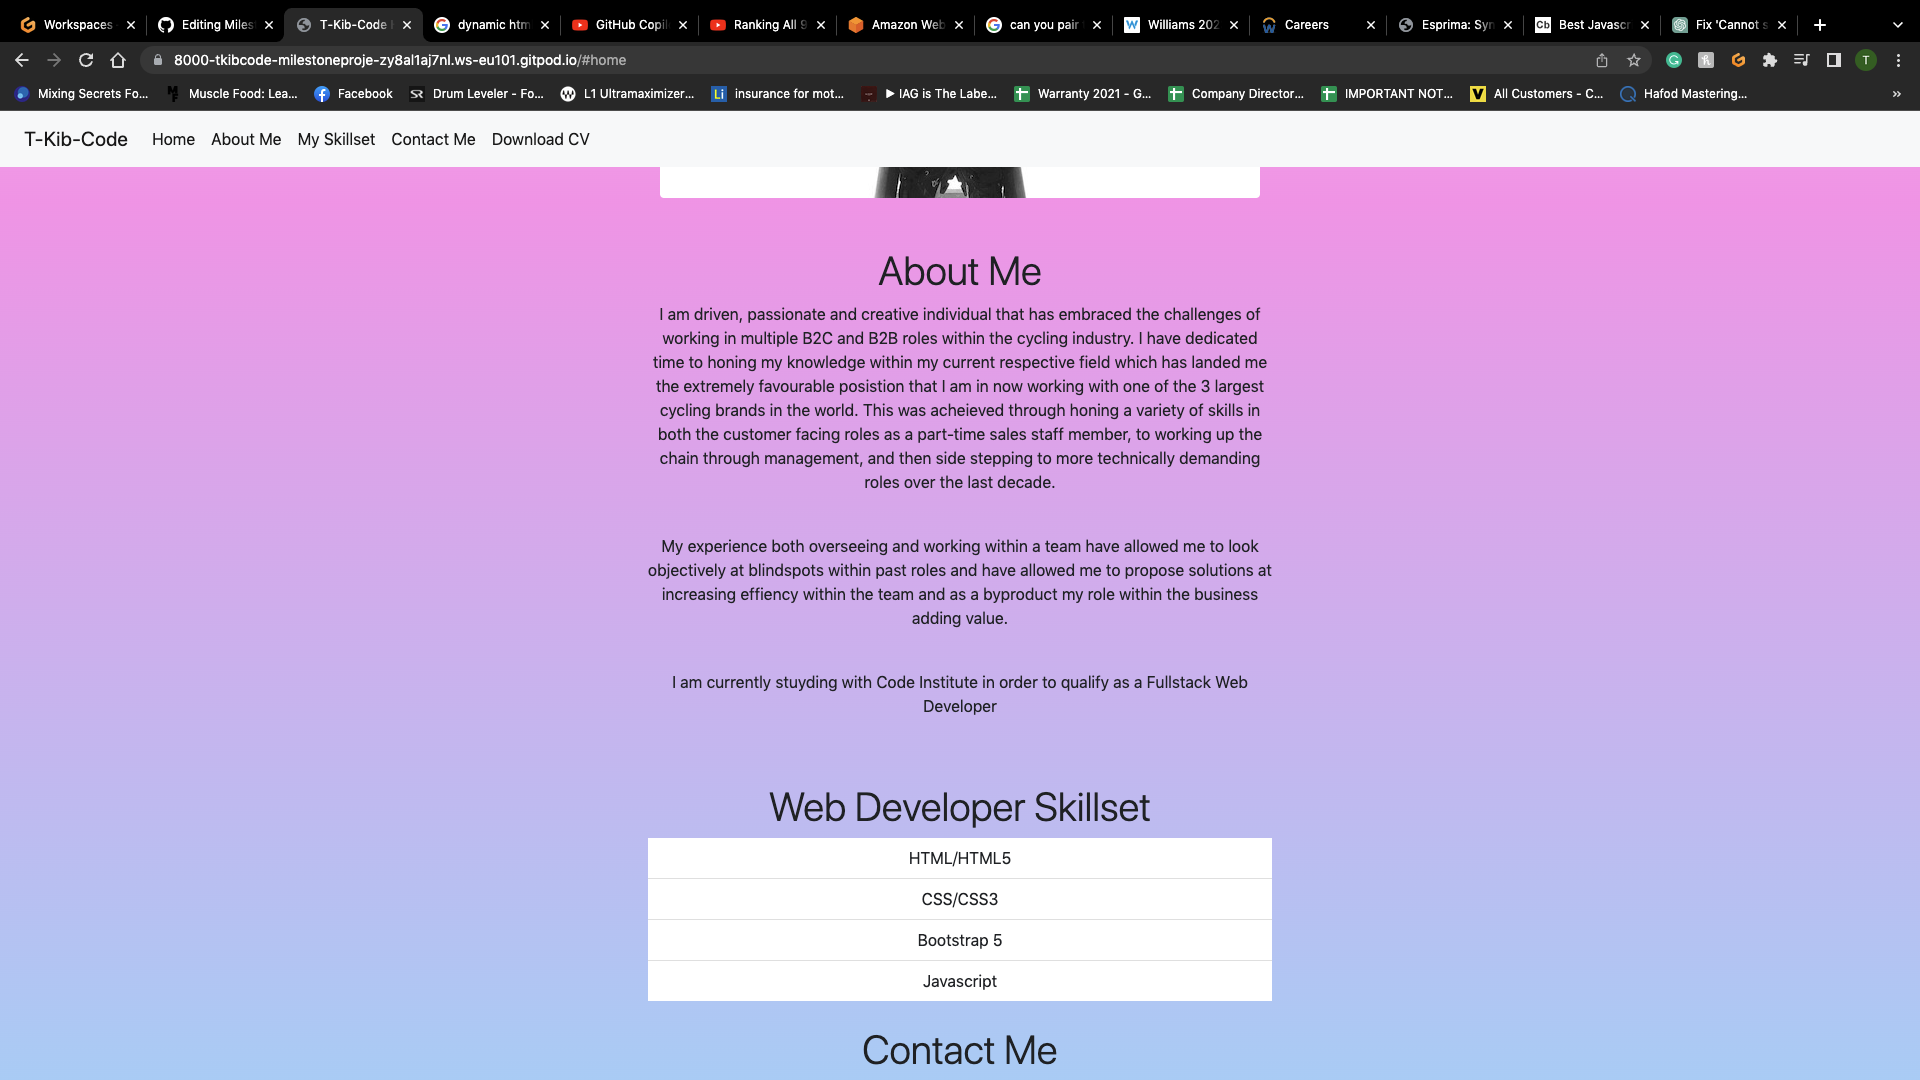 Workspaces
Editing Miles
T-Kib-Code
dynamic htm
GitHub Copil
Ranking All 9
Amazon Web
can you pair
Williams 202
Careers
Esprima: Syn
Best Javascr
Fix 'Cannot s
8000-tkibcode-milestoneproje-zy8al1aj7nl.ws-eu101.gitpod.io/#home
T
Mixing Secrets Fo...
Muscle Food: Lea...
Facebook
Drum Leveler - Fo...
L1 Ultramaximizer...
Li insurance for mot...
▶ IAG is The Labe...
Warranty 2021 - G...
Company Director...
IMPORTANT NOT...
V All Customers - C...
Hafod Mastering...
»
T-Kib-Code Home About Me My Skillset Contact Me Download CV
About Me
I am driven, passionate and creative individual that has embraced the challenges of
working in multiple B2C and B2B roles within the cycling industry. I have dedicated
time to honing my knowledge within my current respective field which has landed me
the extremely favourable posistion that I am in now working with one of the 3 largest
cycling brands in the world. This was acheieved through honing a variety of skills in
both the customer facing roles as a part-time sales staff member, to working up the
chain through management, and then side stepping to more technically demanding
roles over the last decade.
My experience both overseeing and working within a team have allowed me to look
objectively at blindspots within past roles and have allowed me to propose solutions at
increasing effiency within the team and as a byproduct my role within the business
adding value.
I am currently stuyding with Code Institute in order to qualify as a Fullstack Web
Developer
Web Developer Skillset
HTML/HTML5
CSS/CSS3
Bootstrap 5
Javascript
Contact Me